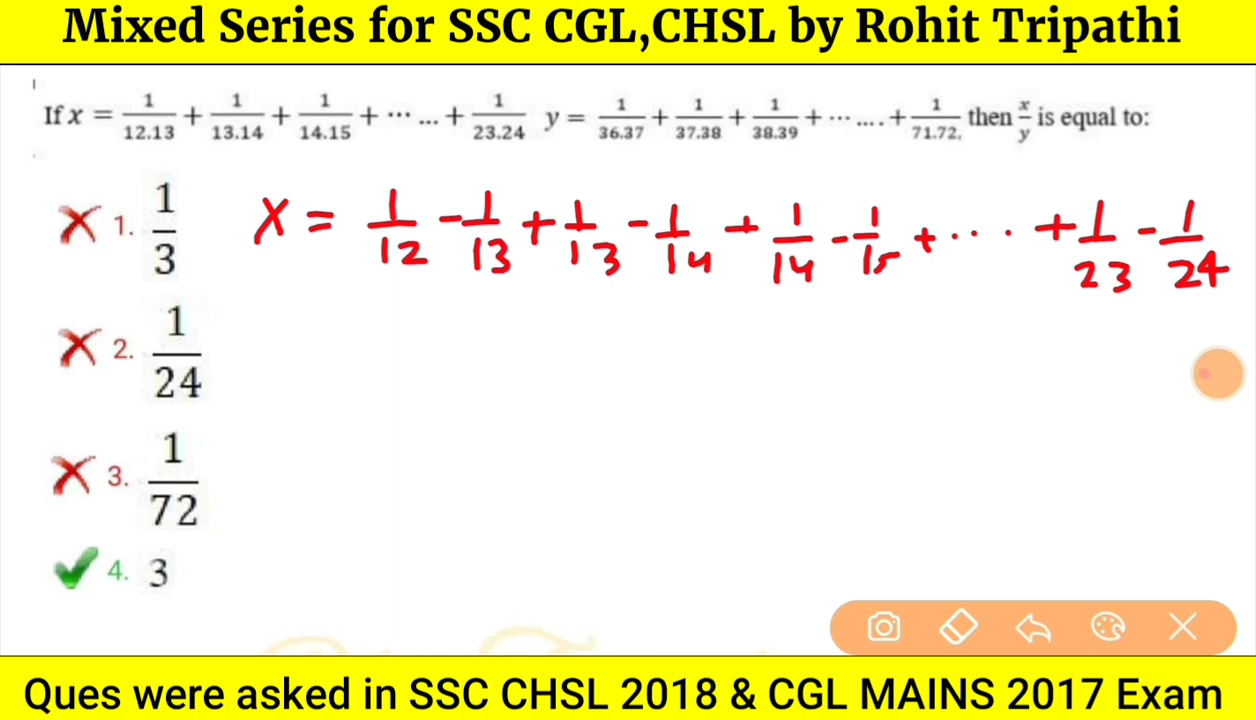 Mixed Series for SSC CGL,CHSL by Rohit Tripathi
If x = 1/12.13 + 1/13.14 + 1/14.15 + ... ... + 1/23.24 y = 1/36.37 + 1/37.38 + 1/38.39 + ... .... + 1/71.72. then x/y is equal to:
X = 1/12 - 1/13 + 1/13 - 1/14 + 1/14 - 1/15 + ... + 1/23 - 1/24
1. 1/3
2. 1/24
3. 1/72
4. 3
Ques were asked in SSC CHSL 2018 & CGL MAINS 2017 Exam